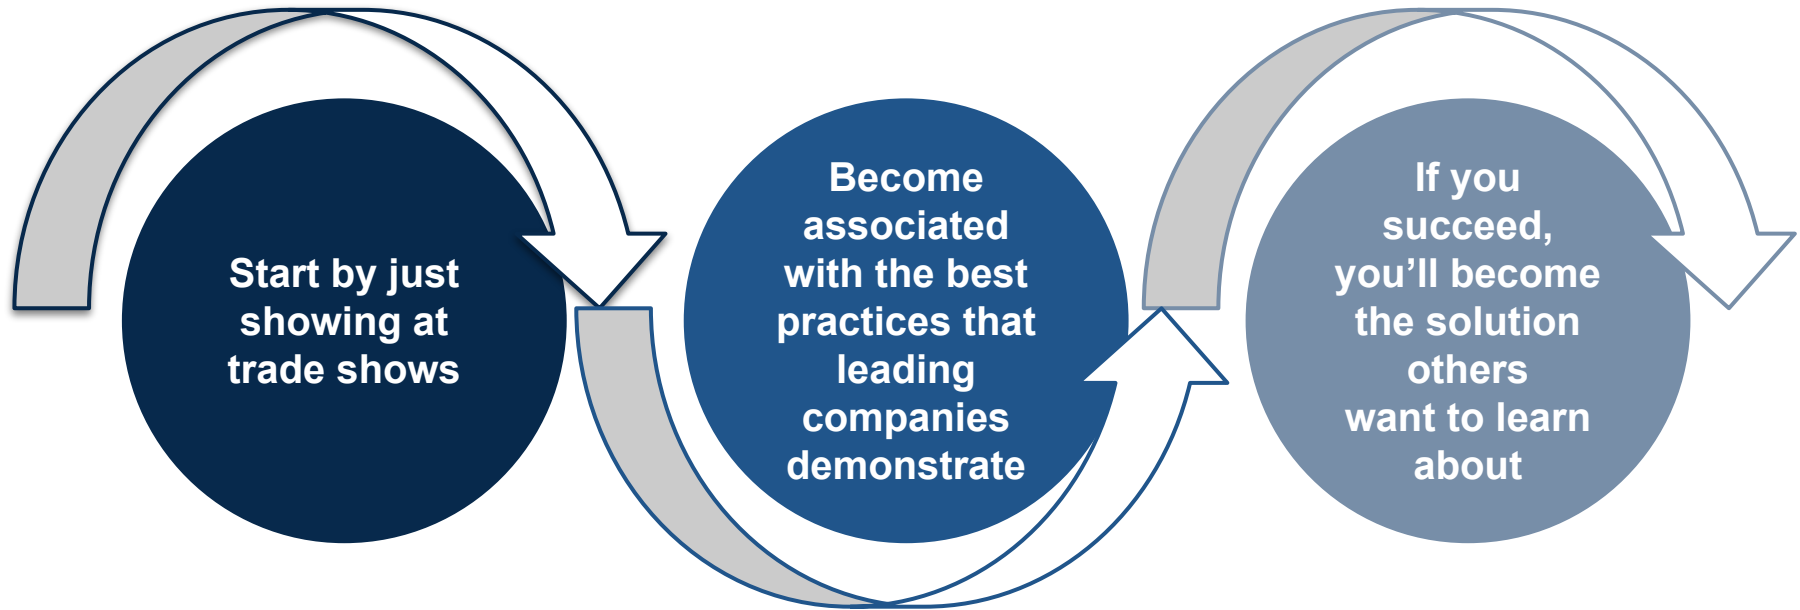 Start by just
showing at
trade shows
Become
associated
with the best
practices that
leading
companies
demonstrate
If you
succeed,
you’ll become
the solution
others
want to learn
about